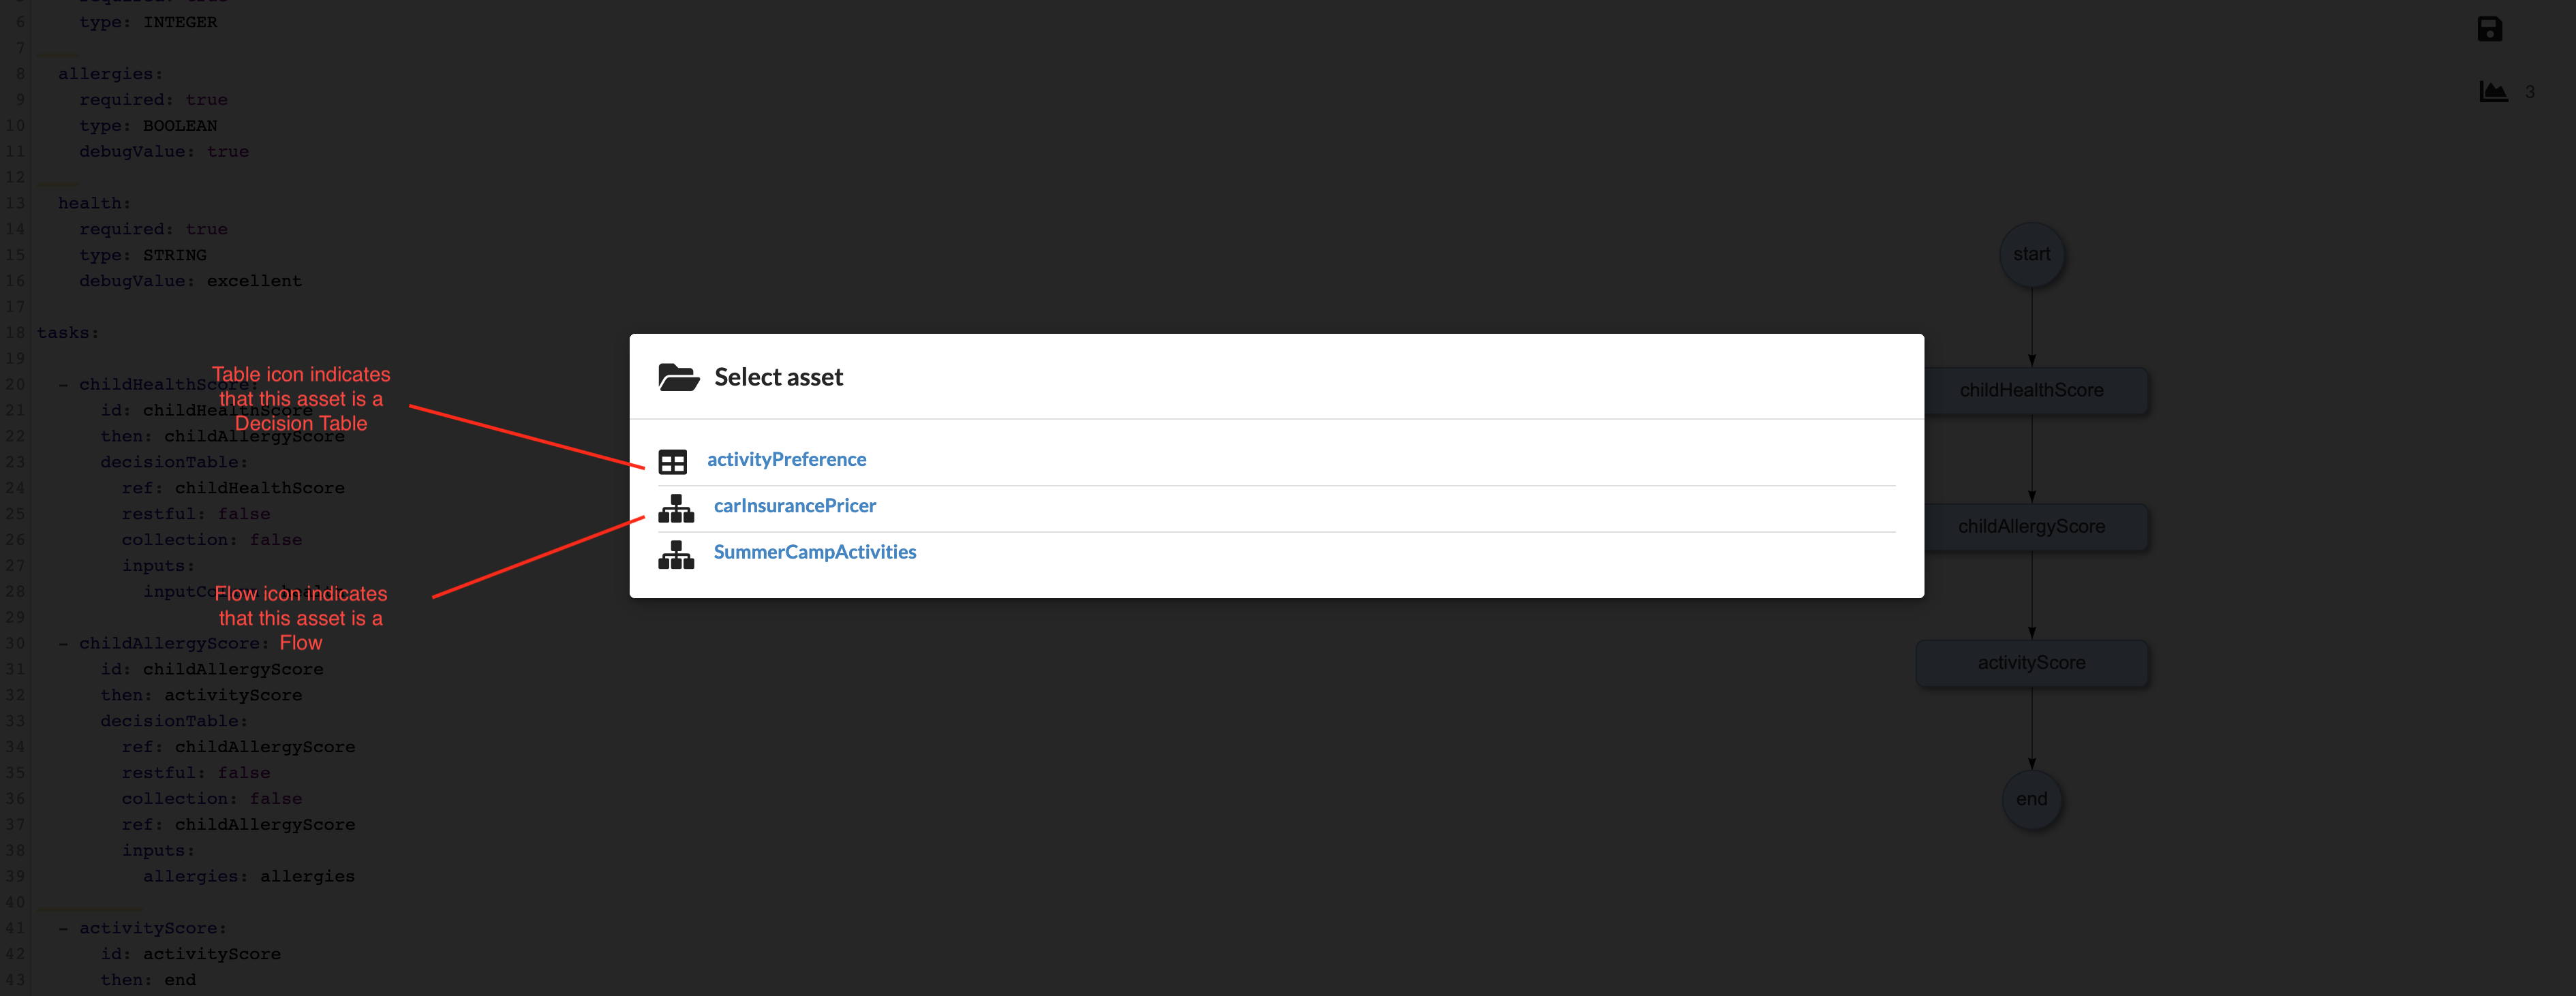 required: true
6 type: INTEGER
7
8 allergies:
9 required: true
10 type: BOOLEAN
11 debugValue: true
12
13 health:
14 required: true
15 type: STRING
16 debugValue: excellent
17
18 tasks:
19
20 - childHealthScore:
21 id: childHealthScore
22 then: childAllergyScore
23 decisionTable:
24 ref: childHealthScore
25 restful: false
26 collection: false
27 inputs:
28
29
30 - childAllergyScore:
31 id: childAllergyScore
32 then: activityScore
33 decisionTable:
34 ref: childAllergyScore
35 restful: false
36 collection: false
37 ref: childAllergyScore
38 inputs:
39 allergies: allergies
40
41 - activityScore:
42 id: activityScore
43 then: end
Table icon indicates
that this asset is a
Decision Table
Flow icon indicates
that this asset is a
Flow
Select asset
activityPreference
carInsurancePricer
SummerCampActivities
3
start
childHealthScore
childAllergyScore
activityScore
end